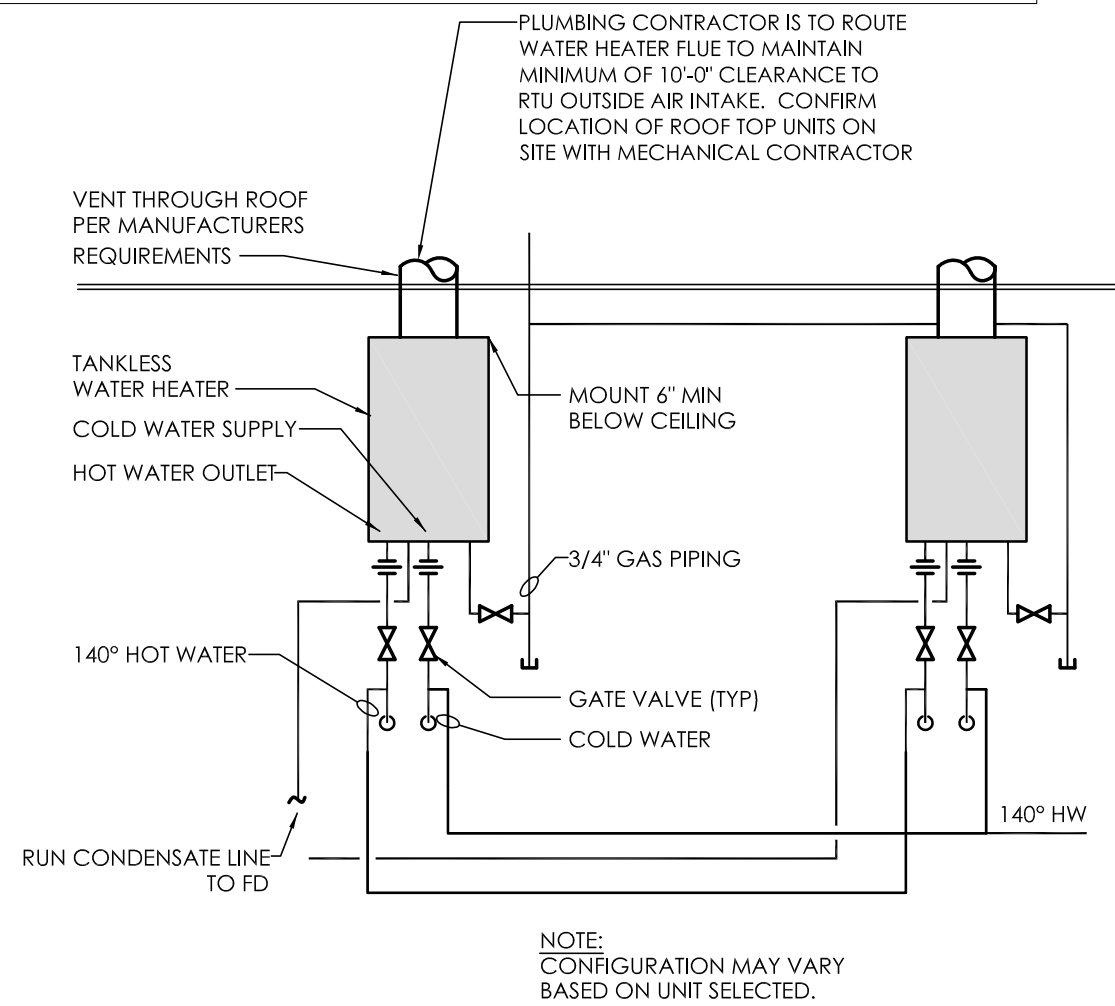 PLUMBING CONTRACTOR IS TO ROUTE
WATER HEATER FLUE TO MAINTAIN
MINIMUM OF 10'-0" CLEARANCE TO
RTU OUTSIDE AIR INTAKE.  CONFIRM
LOCATION OF ROOF TOP UNITS ON
SITE WITH MECHANICAL CONTRACTOR
VENT THROUGH ROOF
PER MANUFACTURERS
REQUIREMENTS
TANKLESS
WATER HEATER
COLD WATER SUPPLY
HOT WATER OUTLET
MOUNT 6" MIN
BELOW CEILING
3/4" GAS PIPING
140° HOT WATER
GATE VALVE (TYP)
COLD WATER
140° HW
RUN CONDENSATE LINE
TO FD
NOTE:
CONFIGURATION MAY VARY
BASED ON UNIT SELECTED.